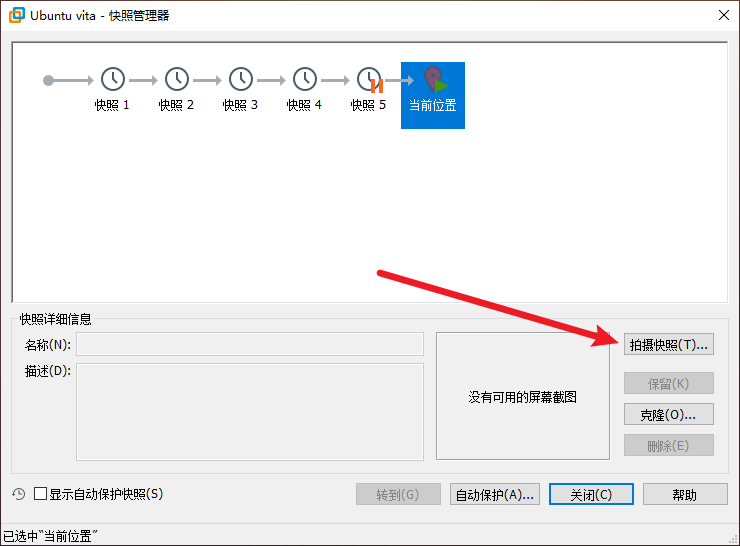 Ubuntu vita - 快照管理器
快照 1
快照 2
快照 3
快照 4
快照 5
当前位置
快照详细信息
名称(N):
描述(D):
没有可用的屏幕截图
拍摄快照(T)...
保留(K)
克隆(O)...
删除(E)
显示自动保护快照(S)
转到(G)
自动保护(A)...
关闭(C)
帮助
已选中“当前位置”